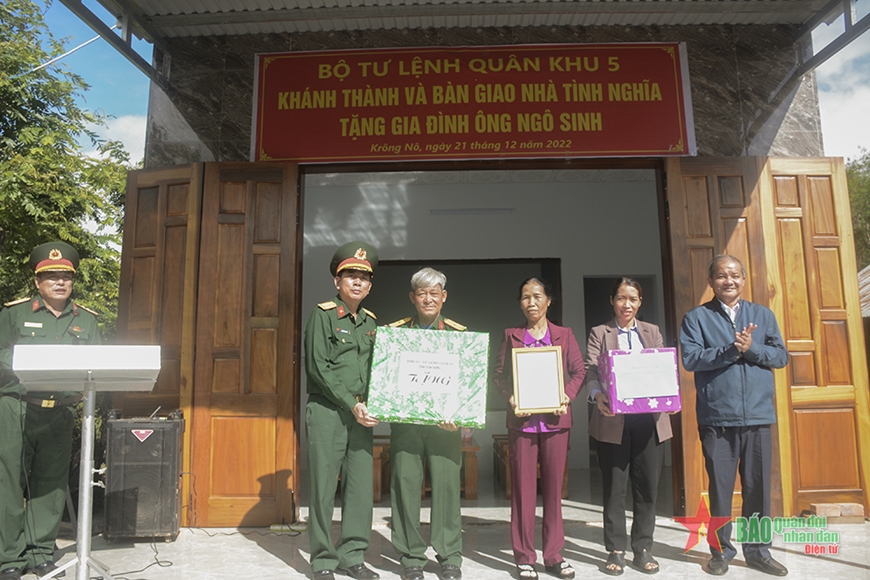 BỘ TƯ LỆNH QUÂN KHU 5
KHÁNH THÀNH VÀ BÀN GIAO NHÀ TÌNH NGHĨA
TẶNG GIA ĐÌNH ÔNG NGÔ SINH
Krông Nô, ngày 21 tháng 12 năm 2022
TẶNG
BÁO Quân đội nhân dân
Điện tử